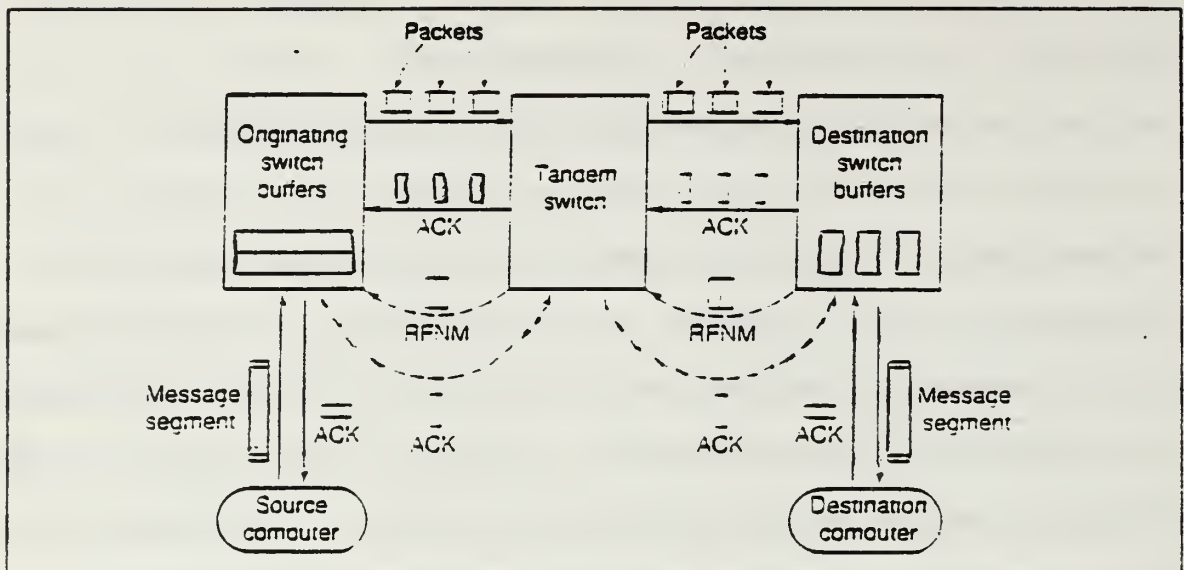 Packets
Packets
Originating
switch
buffers
Tandem
switch
Destination
switch
buffers
ACK
ACK
RFNM
RFNM
Message
segment
ACK
ACK
ACK
ACK
Message
segment
Source
computer
Destination
computer